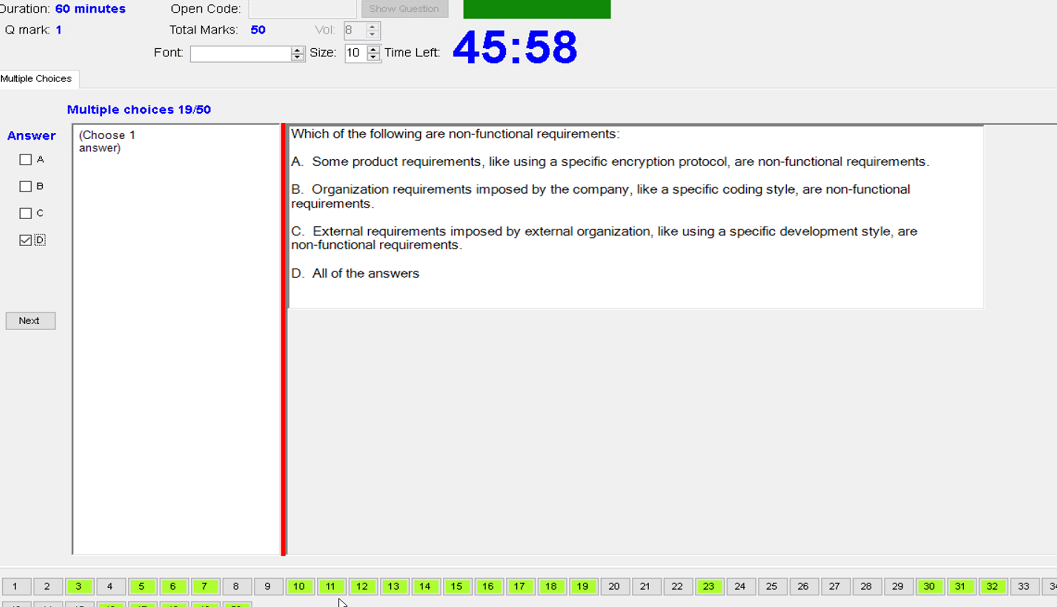 Duration: 60 minutes
Open Code:
Show Question
Q mark: 1
Total Marks: 50
Vol: 8
Font:
Size: 10
Time Left: 45:58
Multiple Choices
Multiple choices 19/50
Answer
A
B
C
D
Next
(Choose 1
answer)
Which of the following are non-functional requirements:
A. Some product requirements, like using a specific encryption protocol, are non-functional requirements.
B. Organization requirements imposed by the company, like a specific coding style, are non-functional
requirements.
C. External requirements imposed by external organization, like using a specific development style, are
non-functional requirements.
D. All of the answers
1 2 3 4 5 6 7 8 9 10 11 12 13 14 15 16 17 18 19 20 21 22 23 24 25 26 27 28 29 30 31 32 33